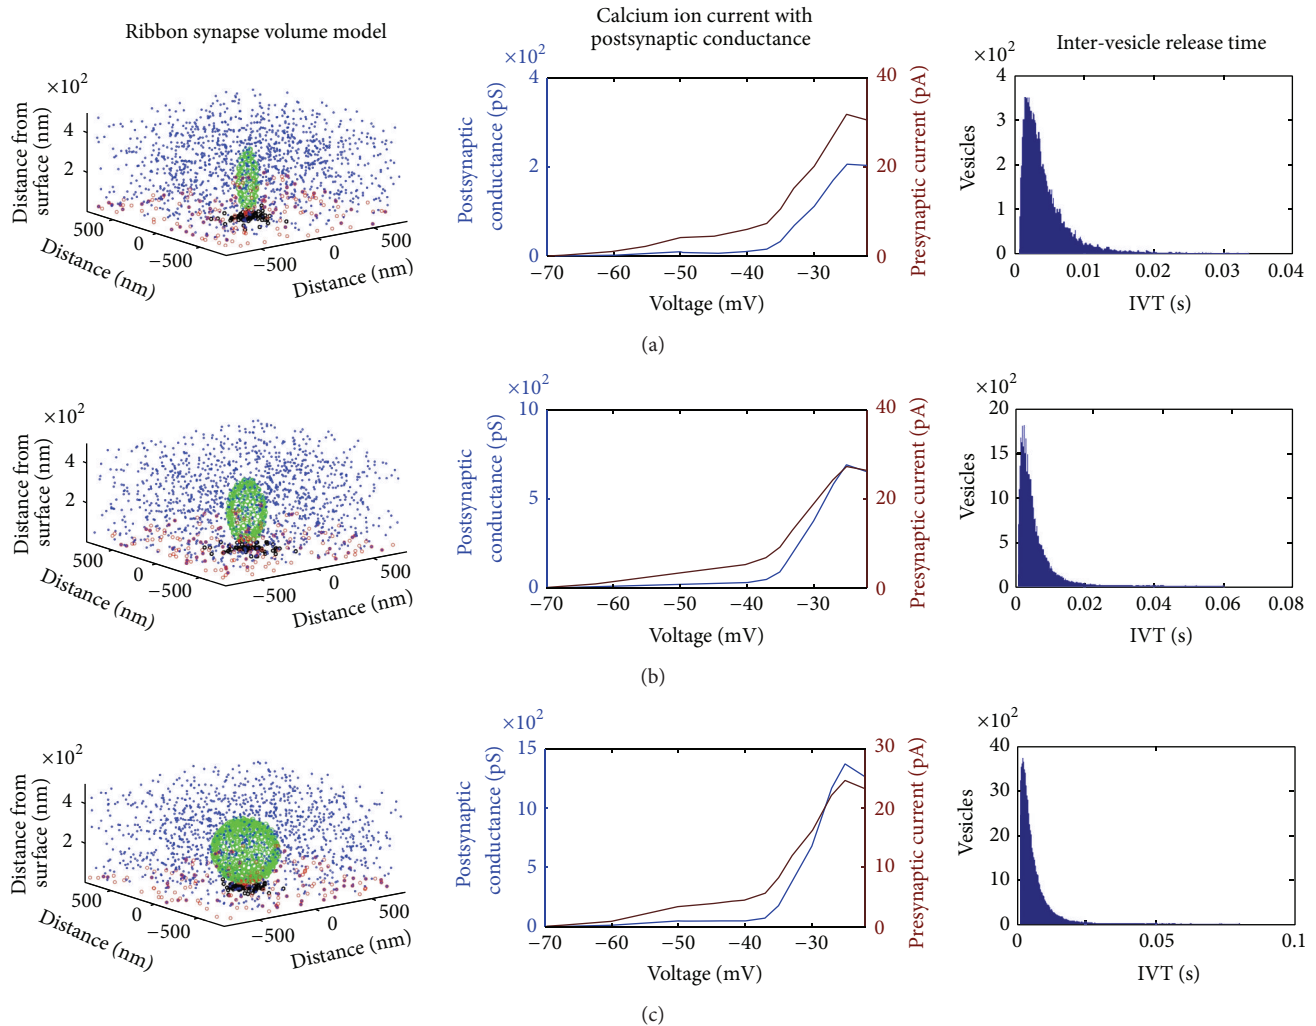 Ribbon synapse volume model
Calcium ion current with
postsynaptic conductance
Inter-vesicle release time
×10²
Distance from
surface (nm)
4
2
500
0
−500
Distance (nm)
−500
0
500
Distance (nm)
×10²
Postsynaptic
conductance (pS)
4
2
0
−70
−60
−50
−40
−30
Voltage (mV)
40
20
0
Presynaptic current (pA)
×10²
Vesicles
4
3
2
1
0
0
0.01
0.02
0.03
0.04
IVT (s)
(a)
×10²
Distance from
surface (nm)
4
2
500
0
−500
Distance (nm)
−500
0
500
Distance (nm)
×10²
Postsynaptic
conductance (pS)
10
5
0
−70
−60
−50
−40
−30
Voltage (mV)
40
20
0
Presynaptic current (pA)
×10²
Vesicles
20
15
10
5
0
0
0.02
0.04
0.06
0.08
IVT (s)
(b)
×10²
Distance from
surface (nm)
4
2
500
0
−500
Distance (nm)
−500
0
500
Distance (nm)
×10²
Postsynaptic
conductance (pS)
15
10
5
0
−70
−60
−50
−40
−30
Voltage (mV)
30
20
10
0
Presynaptic current (pA)
×10²
Vesicles
40
30
20
10
0
0
0.05
0.1
IVT (s)
(c)